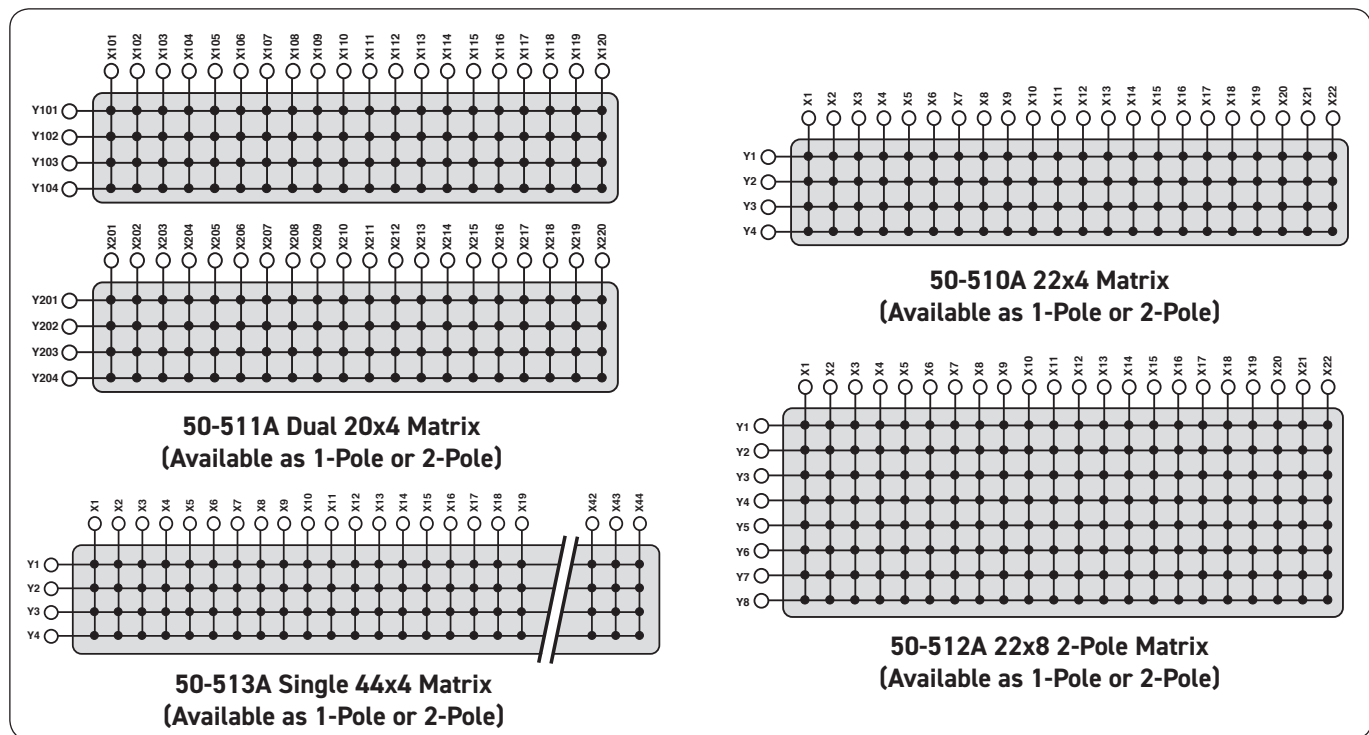 X101 X102 X103 X104 X105 X106 X107 X108 X109 X110 X111 X112 X113 X114 X115 X116 X117 X118 X119 X120
Y101
Y102
Y103
Y104
X201 X202 X203 X204 X205 X206 X207 X208 X209 X210 X211 X212 X213 X214 X215 X216 X217 X218 X219 X220
Y201
Y202
Y203
Y204
50-511A Dual 20x4 Matrix
(Available as 1-Pole or 2-Pole)
X1 X2 X3 X4 X5 X6 X7 X8 X9 X10 X11 X12 X13 X14 X15 X16 X17 X18 X19 X42 X43 X44
Y1
Y2
Y3
Y4
50-513A Single 44x4 Matrix
(Available as 1-Pole or 2-Pole)
X1 X2 X3 X4 X5 X6 X7 X8 X9 X10 X11 X12 X13 X14 X15 X16 X17 X18 X19 X20 X21 X22
Y1
Y2
Y3
Y4
50-510A 22x4 Matrix
(Available as 1-Pole or 2-Pole)
X1 X2 X3 X4 X5 X6 X7 X8 X9 X10 X11 X12 X13 X14 X15 X16 X17 X18 X19 X20 X21 X22
Y1
Y2
Y3
Y4
Y5
Y6
Y7
Y8
50-512A 22x8 2-Pole Matrix
(Available as 1-Pole or 2-Pole)